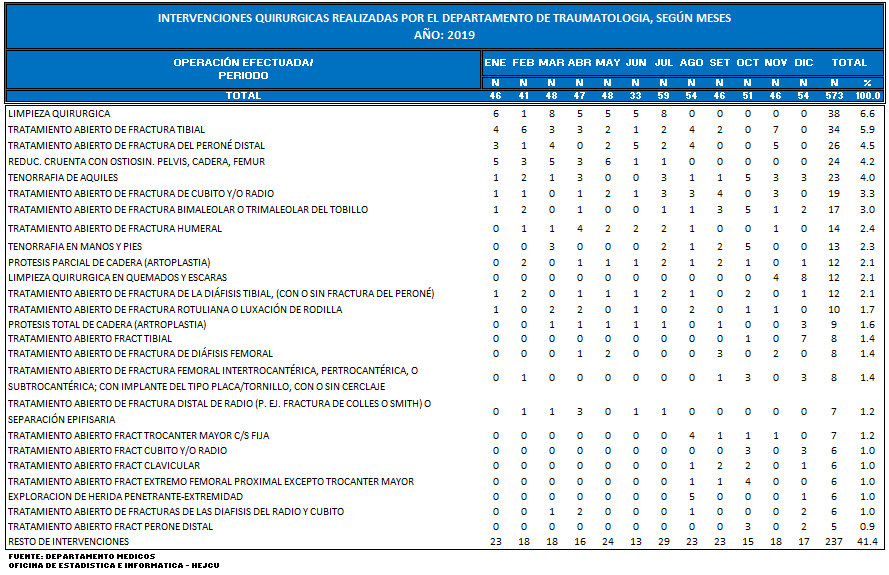 INTERVENCIONES QUIRURGICAS REALIZADAS POR EL DEPARTAMENTO DE TRAUMATOLOGIA, SEGÚN MESES
AÑO: 2019
OPERACIÓN EFECTUADA/ PERIODO ENE FEB MAR ABR MAY JUN JUL AGO SET OCT NOV DIC TOTAL
N N N N N N N N N N N N N %
TOTAL 46 41 48 47 48 33 59 54 46 51 46 54 573 100.0
LIMPIEZA QUIRURGICA 6 1 8 5 5 5 8 0 0 0 0 0 38 6.6
TRATAMIENTO ABIERTO DE FRACTURA TIBIAL 4 6 3 3 2 1 2 4 2 0 7 0 34 5.9
TRATAMIENTO ABIERTO DE FRACTURA DEL PERONÉ DISTAL 3 1 4 0 2 5 2 4 0 0 5 0 26 4.5
REDUC. CRUENTA CON OSTIOSIN. PELVIS, CADERA, FEMUR 5 3 5 3 6 1 1 0 0 0 0 0 24 4.2
TENORRAFIA DE AQUILES 1 2 1 3 0 0 3 1 1 5 3 3 23 4.0
TRATAMIENTO ABIERTO DE FRACTURA DE CUBITO Y/O RADIO 1 1 0 1 2 1 3 3 4 0 3 0 19 3.3
TRATAMIENTO ABIERTO DE FRACTURA BIMALEOLAR O TRIMALEOLAR DEL TOBILLO 1 2 0 1 0 0 1 1 3 5 1 2 17 3.0
TRATAMIENTO ABIERTO DE FRACTURA HUMERAL 0 1 1 4 2 2 2 1 0 0 1 0 14 2.4
TENORRAFIA EN MANOS Y PIES 0 0 3 0 0 0 2 1 2 5 0 0 13 2.3
PROTESIS PARCIAL DE CADERA (ARTOPLASTIA) 0 2 0 1 1 1 2 1 2 1 0 1 12 2.1
LIMPIEZA QUIRURGICA EN QUEMADOS Y ESCARAS 0 0 0 0 0 0 0 0 0 0 4 8 12 2.1
TRATAMIENTO ABIERTO DE FRACTURA DE LA DIÁFISIS TIBIAL, (CON O SIN FRACTURA DEL PERONÉ) 1 2 0 1 1 1 2 1 0 2 0 1 12 2.1
TRATAMIENTO ABIERTO DE FRACTURA ROTULIANA O LUXACIÓN DE RODILLA 1 0 2 2 0 1 0 2 0 1 1 0 10 1.7
PROTESIS TOTAL DE CADERA (ARTROPLASTIA) 0 0 1 1 1 1 1 0 1 0 0 3 9 1.6
TRATAMIENTO ABIERTO FRACT TIBIAL 0 0 0 0 0 0 0 0 0 1 0 7 8 1.4
TRATAMIENTO ABIERTO DE FRACTURA DE DIÁFISIS FEMORAL 0 0 0 1 2 0 0 0 3 0 2 0 8 1.4
TRATAMIENTO ABIERTO DE FRACTURA FEMORAL INTERTROCANTÉRICA, PERTROCANTÉRICA, O
SUBTROCANTÉRICA; CON IMPLANTE DEL TIPO PLACA/TORNILLO, CON O SIN CERCLAJE 0 1 0 0 0 0 0 0 1 3 0 3 8 1.4
TRATAMIENTO ABIERTO DE FRACTURA DISTAL DE RADIO (P. EJ. FRACTURA DE COLLES O SMITH) O
SEPARACIÓN EPIFISARIA 0 1 1 3 0 1 1 0 0 0 0 0 7 1.2
TRATAMIENTO ABIERTO FRACT TROCANTER MAYOR C/S FIJA 0 0 0 0 0 0 0 4 1 1 1 0 7 1.2
TRATAMIENTO ABIERTO FRACT CUBITO Y/O RADIO 0 0 0 0 0 0 0 0 0 3 0 3 6 1.0
TRATAMIENTO ABIERTO FRACT CLAVICULAR 0 0 0 0 0 0 0 1 2 2 0 1 6 1.0
TRATAMIENTO ABIERTO FRACT EXTREMO FEMORAL PROXIMAL EXCEPTO TROCANTER MAYOR 0 0 0 0 0 0 0 1 1 4 0 0 6 1.0
EXPLORACION DE HERIDA PENETRANTE-EXTREMIDAD 0 0 0 0 0 0 0 5 0 0 0 1 6 1.0
TRATAMIENTO ABIERTO DE FRACTURAS DE LAS DIAFISIS DEL RADIO Y CUBITO 0 0 1 2 0 0 0 1 0 0 0 2 6 1.0
TRATAMIENTO ABIERTO FRACT PERONE DISTAL 0 0 0 0 0 0 0 0 0 3 0 2 5 0.9
RESTO DE INTERVENCIONES 23 18 18 16 24 13 29 23 23 15 18 17 237 41.4
FUENTE: DEPARTAMENTO MEDICOS
OFICINA DE ESTADISTICA E INFORMATICA - HEJCU